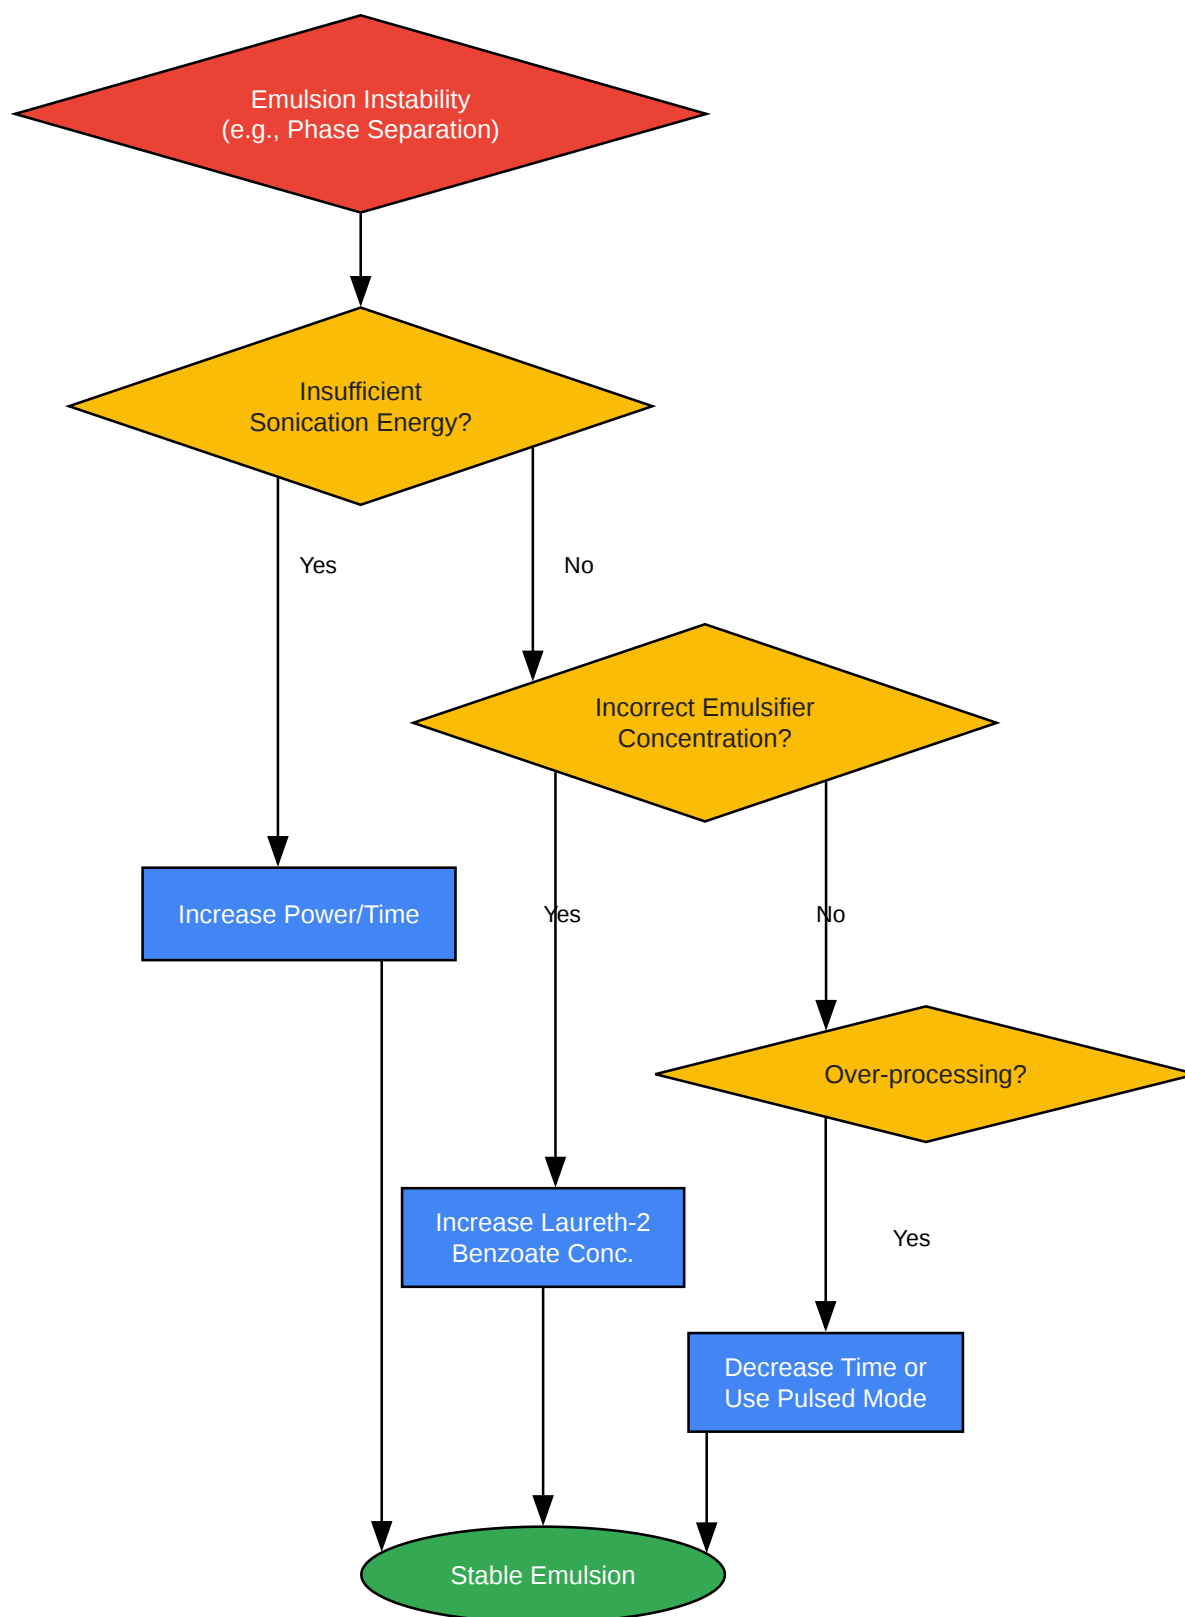 Emulsion Instability
(e.g., Phase Separation)
Insufficient
Sonication Energy?
Yes
No
Incorrect Emulsifier
Concentration?
Increase Power/Time
Yes
No
Over-processing?
Increase Laureth-2
Benzoate Conc.
Yes
Decrease Time or
Use Pulsed Mode
Stable Emulsion